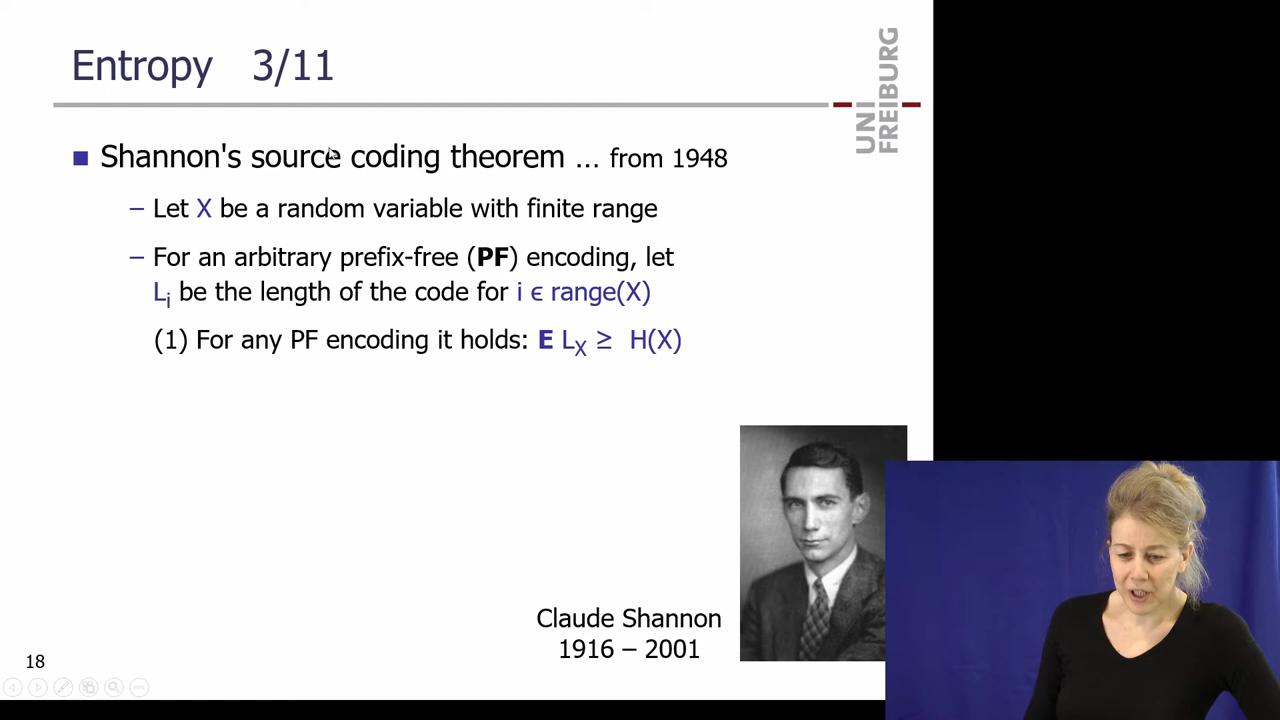 Entropy 3/11
UNI
FREIBURG
■ Shannon's source coding theorem … from 1948
– Let X be a random variable with finite range
– For an arbitrary prefix-free (PF) encoding, let
Lᵢ be the length of the code for i ϵ range(X)
(1) For any PF encoding it holds: E Lₓ ≥ H(X)
Claude Shannon
1916 – 2001
18